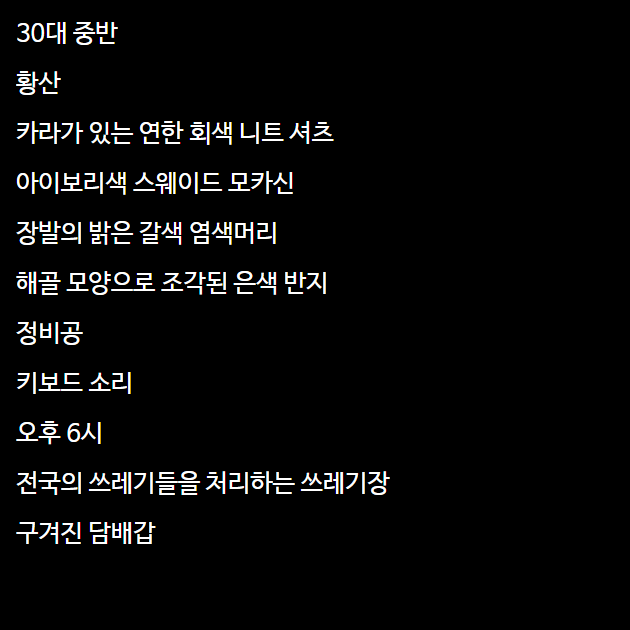 30대 중반
황산
카라가 있는 연한 회색 니트 셔츠
아이보리색 스웨이드 모카신
장발의 밝은 갈색 염색머리
해골 모양으로 조각된 은색 반지
정비공
키보드 소리
오후 6시
전국의 쓰레기들을 처리하는 쓰레기장
구겨진 담배갑